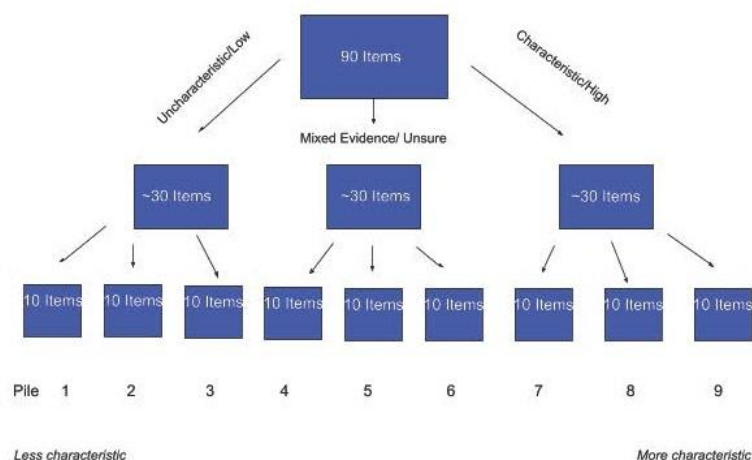 90 Items
Uncharacteristic/Low
Characteristic/High
Mixed Evidence/ Unsure
~30 Items
~30 Items
~30 Items
10 Items
10 Items
10 Items
10 Items
10 Items
10 Items
10 Items
10 Items
10 Items
Pile 1 2 3 4 5 6 7 8 9
Less characteristic
More characteristic